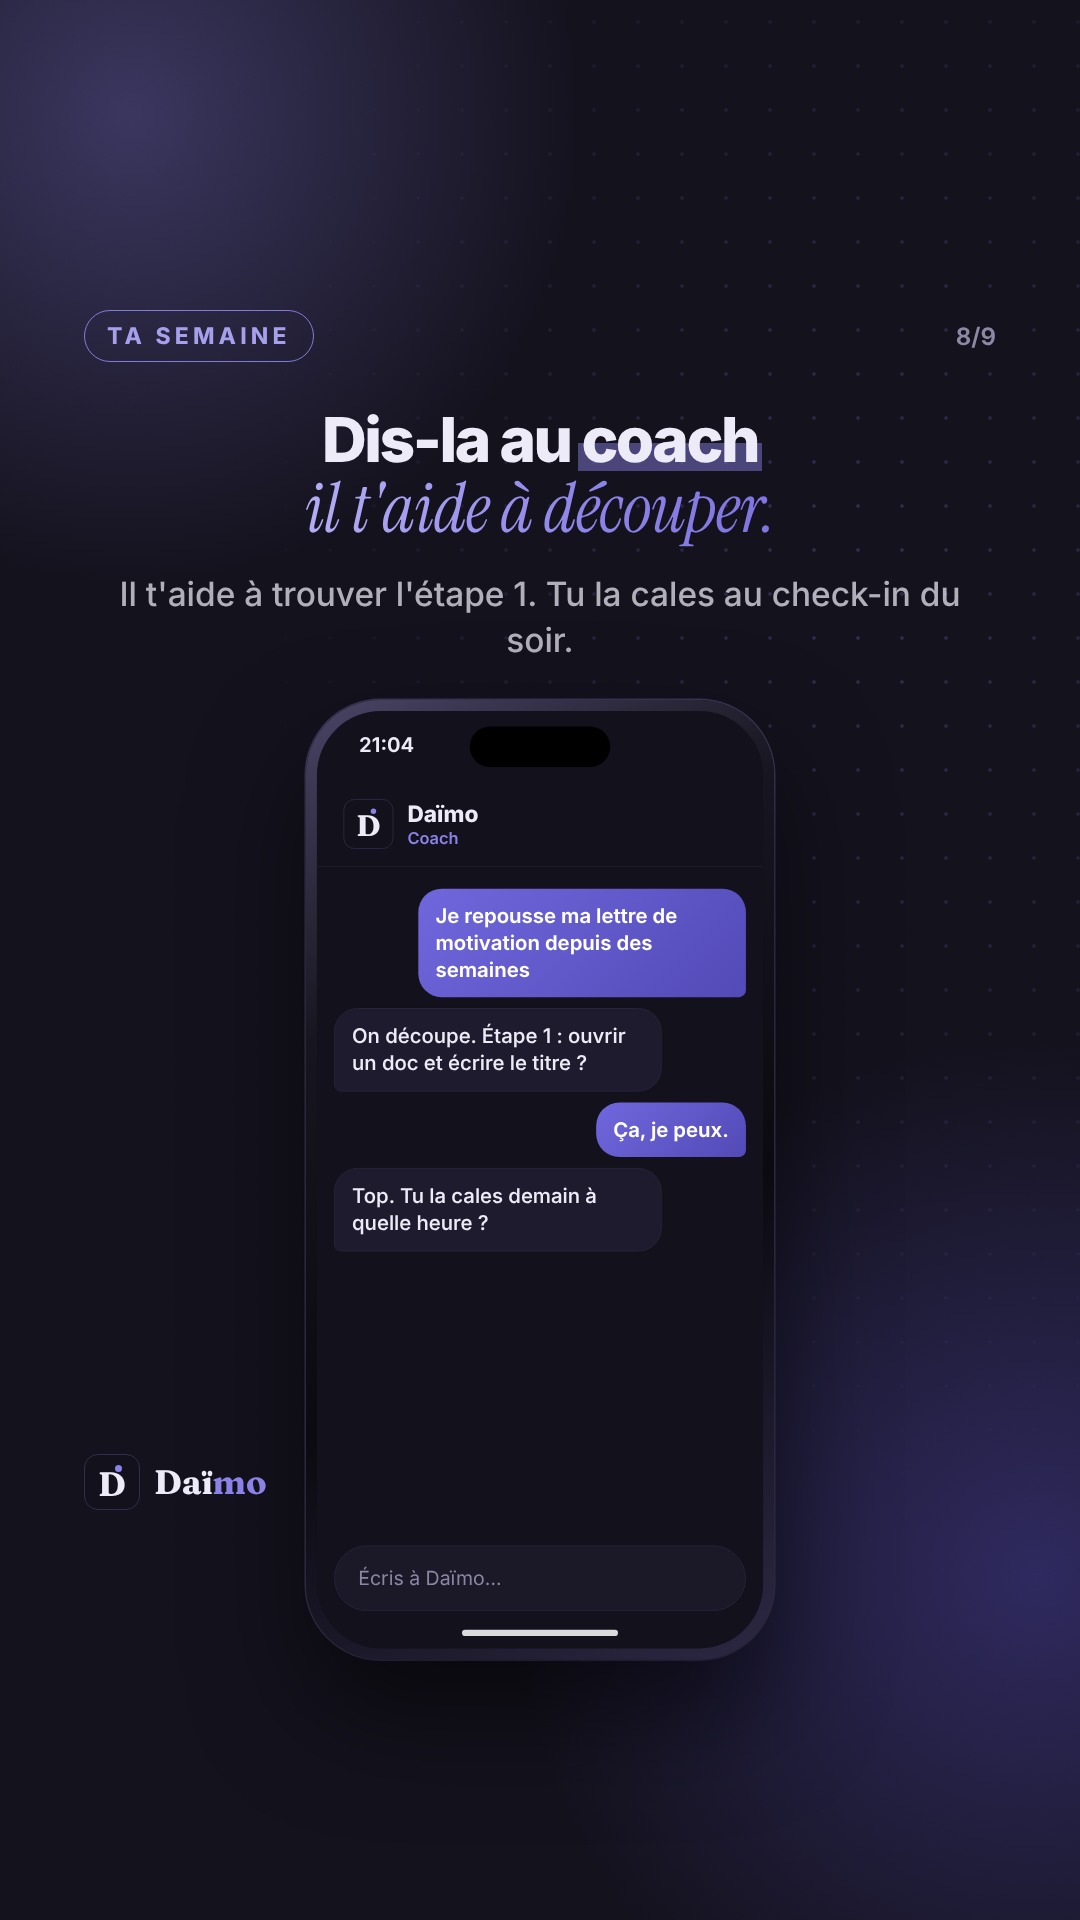 TA SEMAINE
8/9
Dis-la au coach
il t'aide à découper.
Il t'aide à trouver l'étape 1. Tu la cales au check-in du
soir.
21:04
D
Daïmo
Coach
Je repousse ma lettre de
motivation depuis des
semaines
On découpe. Étape 1 : ouvrir
un doc et écrire le titre ?
Ça, je peux.
Top. Tu la cales demain à
quelle heure ?
D
Daïmo
Écris à Daïmo...